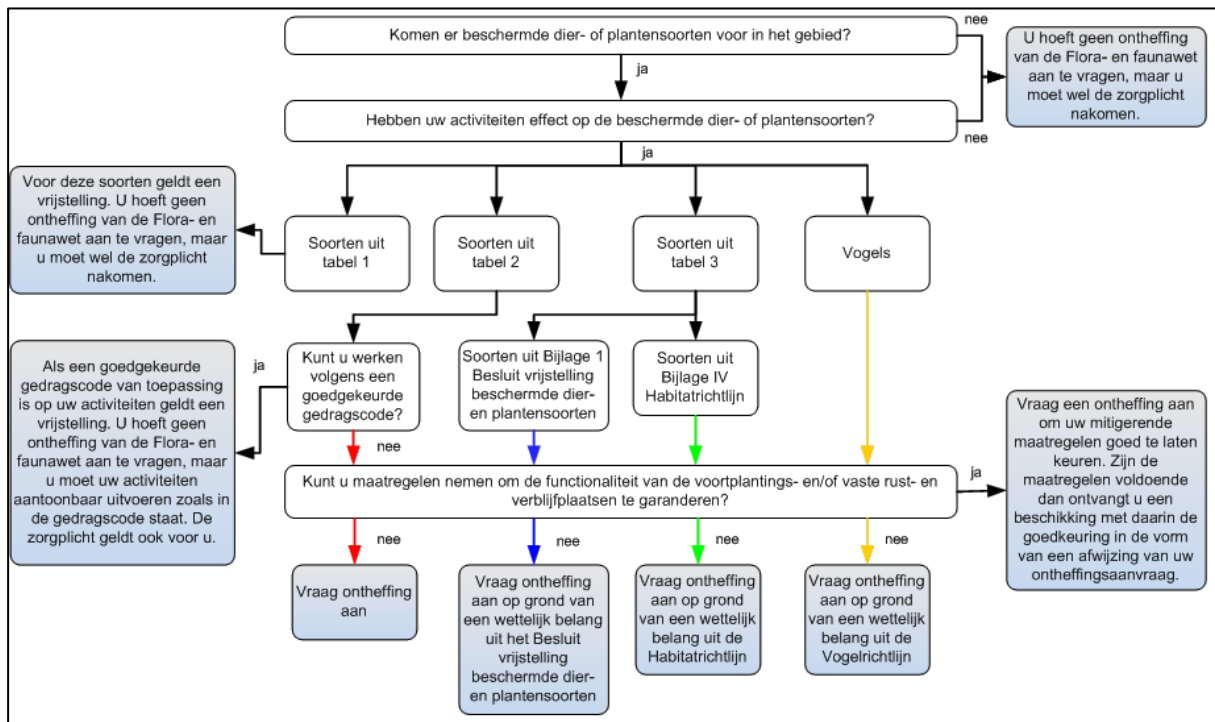 Komen er beschermde dier- of plantensoorten voor in het gebied?
nee
U hoeft geen ontheffing
van de Flora- en faunawet
aan te vragen, maar u
moet wel de zorgplicht
nakomen.
ja
Hebben uw activiteiten effect op de beschermde dier- of plantensoorten?
nee
ja
Voor deze soorten geldt een
vrijstelling. U hoeft geen
ontheffing van de Flora- en
faunawet aan te vragen, maar
u moet wel de zorgplicht
nakomen.
Soorten uit
tabel 1
Soorten uit
tabel 2
Soorten uit
tabel 3
Vogels
Als een goedgekeurde
gedragscode van toepassing
is op uw activiteiten geldt een
vrijstelling. U hoeft geen
ontheffing van de Flora- en
faunawet aan te vragen, maar
u moet uw activiteiten
aantoonbaar uitvoeren zoals in
de gedragscode staat. De
zorgplicht geldt ook voor u.
ja
Kunt u werken
volgens een
goedgekeurde
gedragscode?
Soorten uit Bijlage 1
Besluit vrijstelling
beschermde dier-
en plantensoorten
Soorten uit
Bijlage IV
Habitatrichtlijn
nee
Kunt u maatregelen nemen om de functionaliteit van de voortplantings- en/of vaste rust- en
verblijfplaatsen te garanderen?
ja
Vraag een ontheffing aan
om uw mitigerende
maatregelen goed te laten
keuren. Zijn de
maatregelen voldoende
dan ontvangt u een
beschikking met daarin de
goedkeuring in de vorm
van een afwijzing van uw
ontheffingsaanvraag.
nee
nee
nee
nee
Vraag ontheffing
aan
Vraag ontheffing
aan op grond van
een wettelijk belang
uit het Besluit
vrijstelling
beschermde dier-
en plantensoorten
Vraag ontheffing
aan op grond
van een wettelijk
belang uit de
Habitatrichtlijn
Vraag ontheffing
aan op grond
van een wettelijk
belang uit de
Vogelrichtlijn